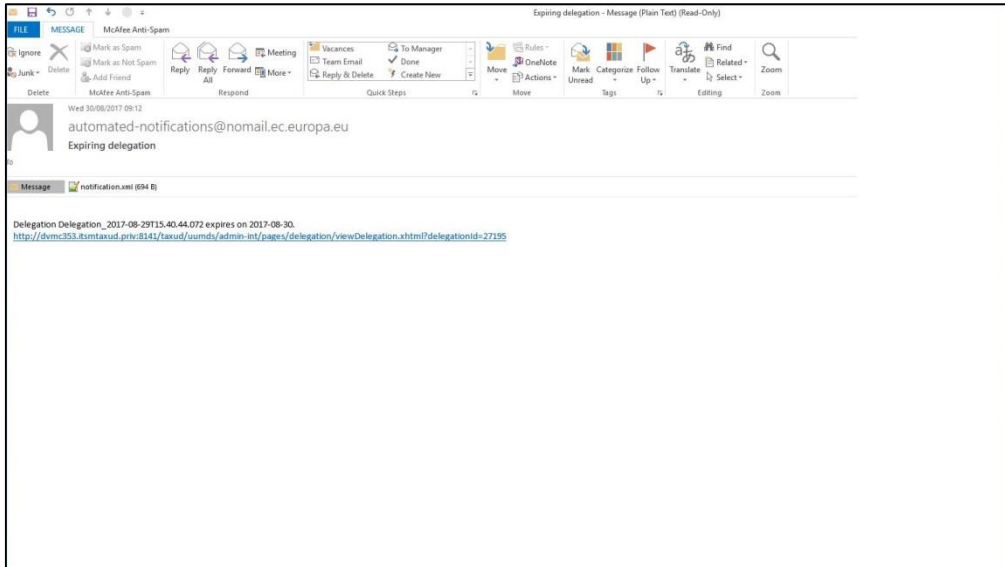 Expiring delegation - Message (Plain Text) (Read-Only)
FILE MESSAGE McAfee Anti-Spam
Ignore
Junk
Delete
Mark as Spam
Mark as Not Spam
Add Friend
Reply
Reply All
Forward
Meeting
More
Vacances
Team Email
Reply & Delete
To Manager
Done
Create New
Move
Rules
OneNote
Actions
Mark Unread
Categorize
Follow Up
Translate
Find
Related
Select
Zoom
Delete McAfee Anti-Spam Respond Quick Steps Move Tags Editing Zoom
Wed 30/08/2017 09:12
automated-notifications@nomail.ec.europa.eu
Expiring delegation
Message notification.xml (694 B)
Delegation Delegation_2017-08-29T15.40.44.072 expires on 2017-08-30.
http://dvmc353.itsmtaxud.priv:8141/taxud/uumds/admin-int/pages/delegation/viewDelegation.xhtml?delegationId=27195